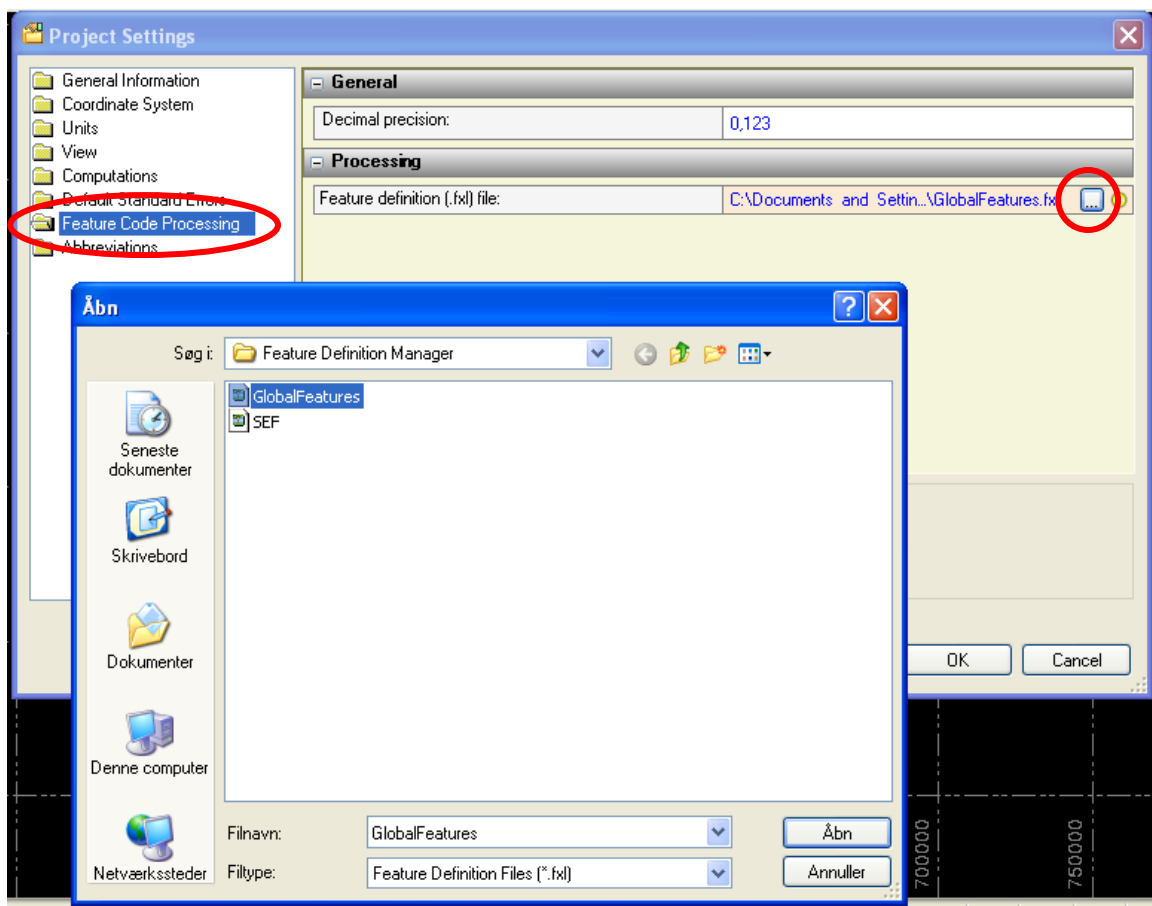 Project Settings
General Information
Coordinate System
Units
View
Computations
Default Standard Errors
Feature Code Processing
Abbreviations
General
Decimal precision:
0,123
Processing
Feature definition (.fxl) file:
C:\Documents and Settin...\GlobalFeatures.fx
...
Åbn
?
Søg i:
Feature Definition Manager
GlobalFeatures
SEF
Seneste
dokumenter
Skrivebord
Dokumenter
Denne computer
Netværkssteder
Filnavn:
GlobalFeatures
Åbn
Filtype:
Feature Definition Files (*.fxl)
Annuller
OK
Cancel
700000
750000